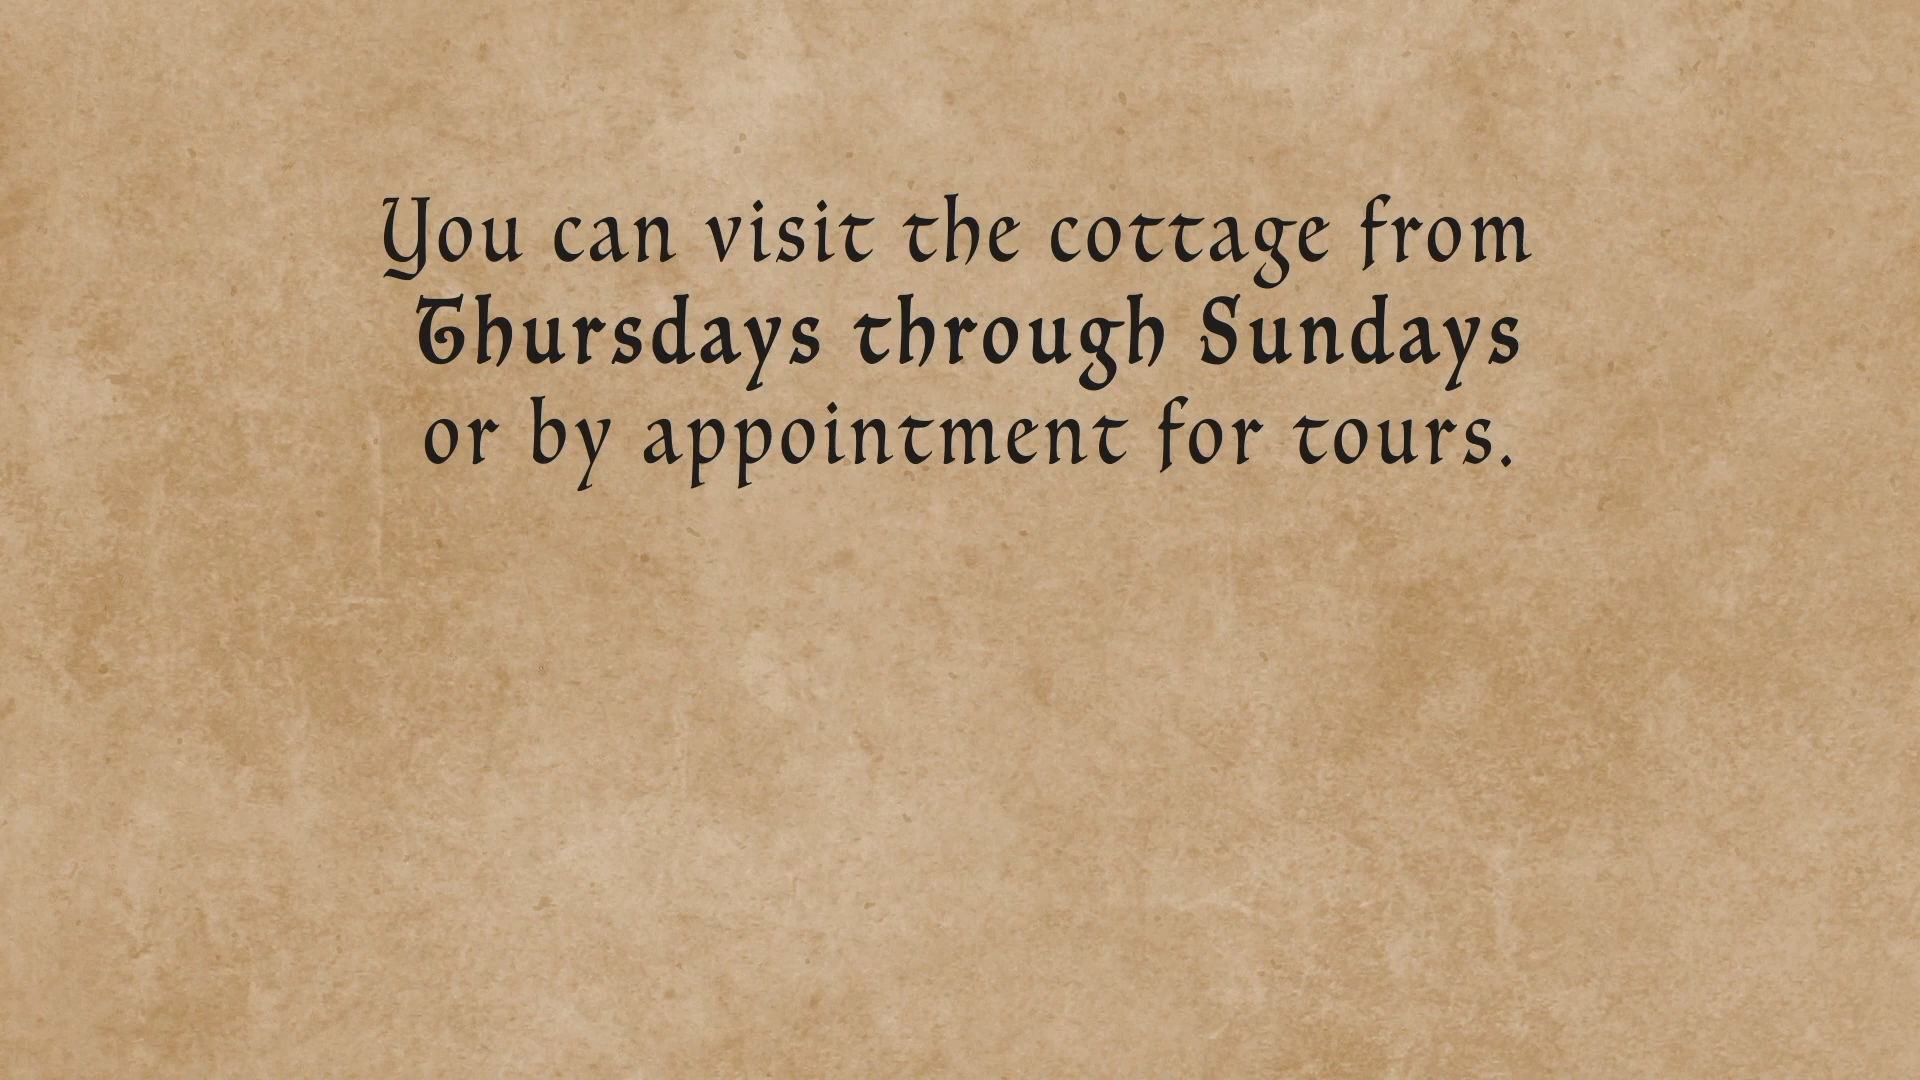 You can visit the cottage from
Thursdays through Sundays
or by appointment for tours.